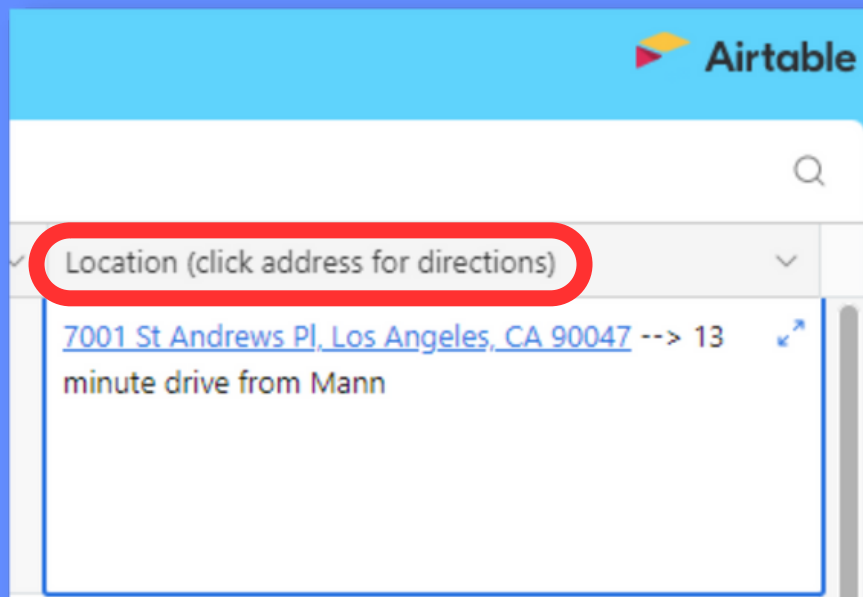 Airtable
Location (click address for directions)
7001 St Andrews Pl, Los Angeles, CA 90047 --> 13
minute drive from Mann